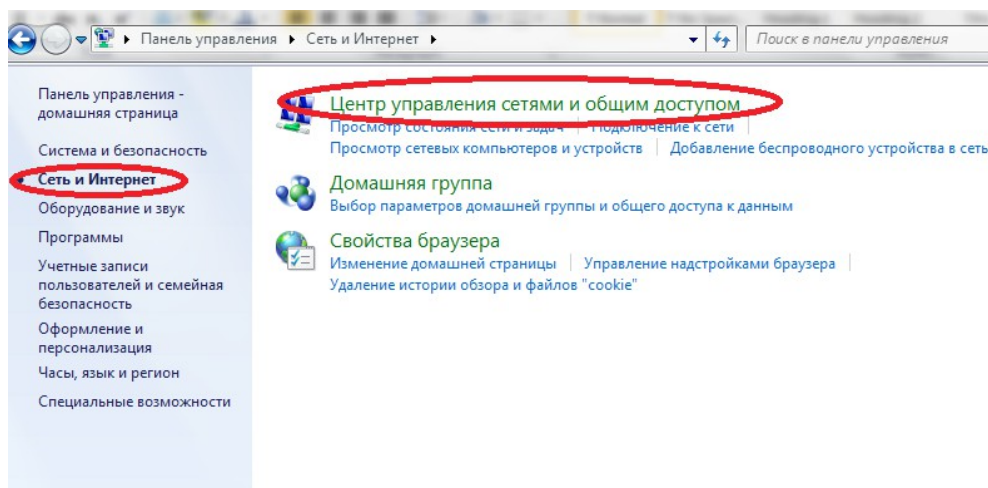 Панель управления ▸ Сеть и Интернет ▸
Поиск в панели управления
Панель управления -
домашняя страница
Система и безопасность
Сеть и Интернет
Оборудование и звук
Программы
Учетные записи
пользователей и семейная
безопасность
Оформление и
персонализация
Часы, язык и регион
Специальные возможности
Центр управления сетями и общим доступом
Просмотр состояния сети и задач | Подключение к сети
Просмотр сетевых компьютеров и устройств | Добавление беспроводного устройства в сеть
Домашняя группа
Выбор параметров домашней группы и общего доступа к данным
Свойства браузера
Изменение домашней страницы | Управление надстройками браузера
Удаление истории обзора и файлов "cookie"